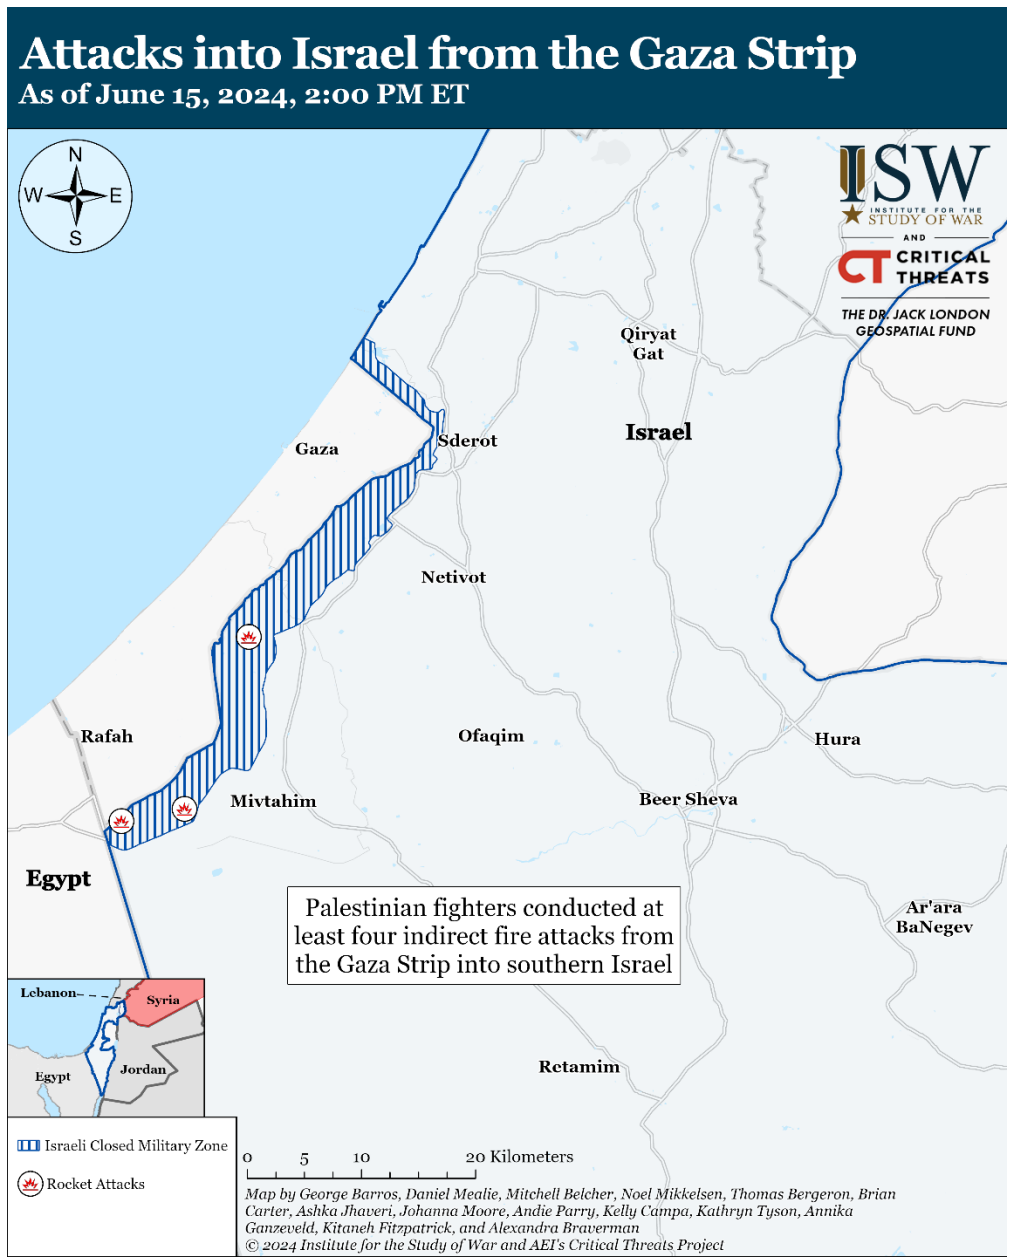 Attacks into Israel from the Gaza Strip
As of June 15, 2024, 2:00 PM ET
N
W
E
S
ISW
INSTITUTE FOR THE
STUDY OF WAR
AND
CT CRITICAL
THREATS
THE DR. JACK LONDON
GEOSPATIAL FUND
Qiryat
Gat
Israel
Gaza
Sderot
Netivot
Rafah
Ofaqim
Hura
Mivtahim
Beer Sheva
Egypt
Ar'ara
BaNegev
Palestinian fighters conducted at
least four indirect fire attacks from
the Gaza Strip into southern Israel
Lebanon
Syria
Egypt
Jordan
Retamim
Israeli Closed Military Zone
Rocket Attacks
0 5 10 20 Kilometers
Map by George Barros, Daniel Mealie, Mitchell Belcher, Noel Mikkelsen, Thomas Bergeron, Brian
Carter, Ashka Jhaveri, Johanna Moore, Andie Parry, Kelly Campa, Kathryn Tyson, Annika
Ganzeveld, Kitaneh Fitzpatrick, and Alexandra Braverman
© 2024 Institute for the Study of War and AEI's Critical Threats Project